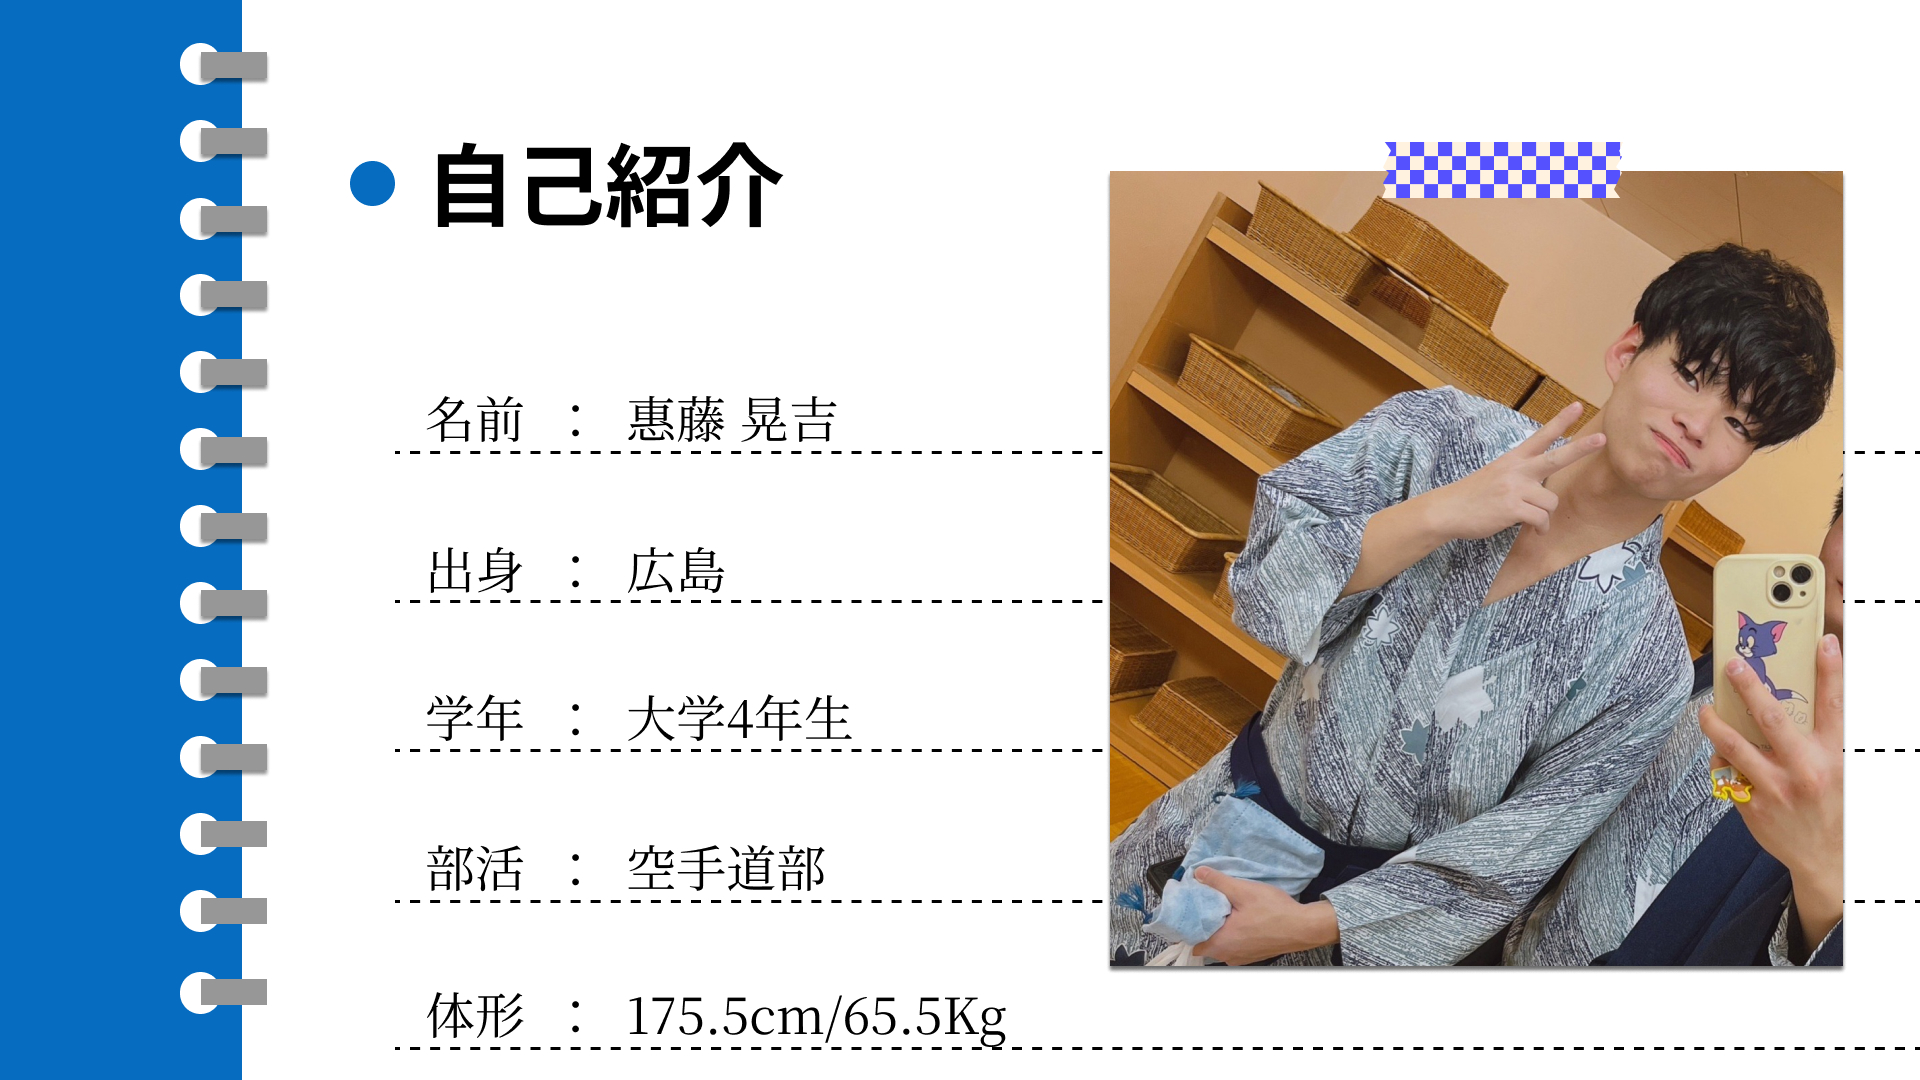 自己紹介
名前 ： 惠藤 晃吉
出身 ： 広島
学年 ： 大学4年生
部活 ： 空手道部
体形 ： 175.5cm/65.5Kg